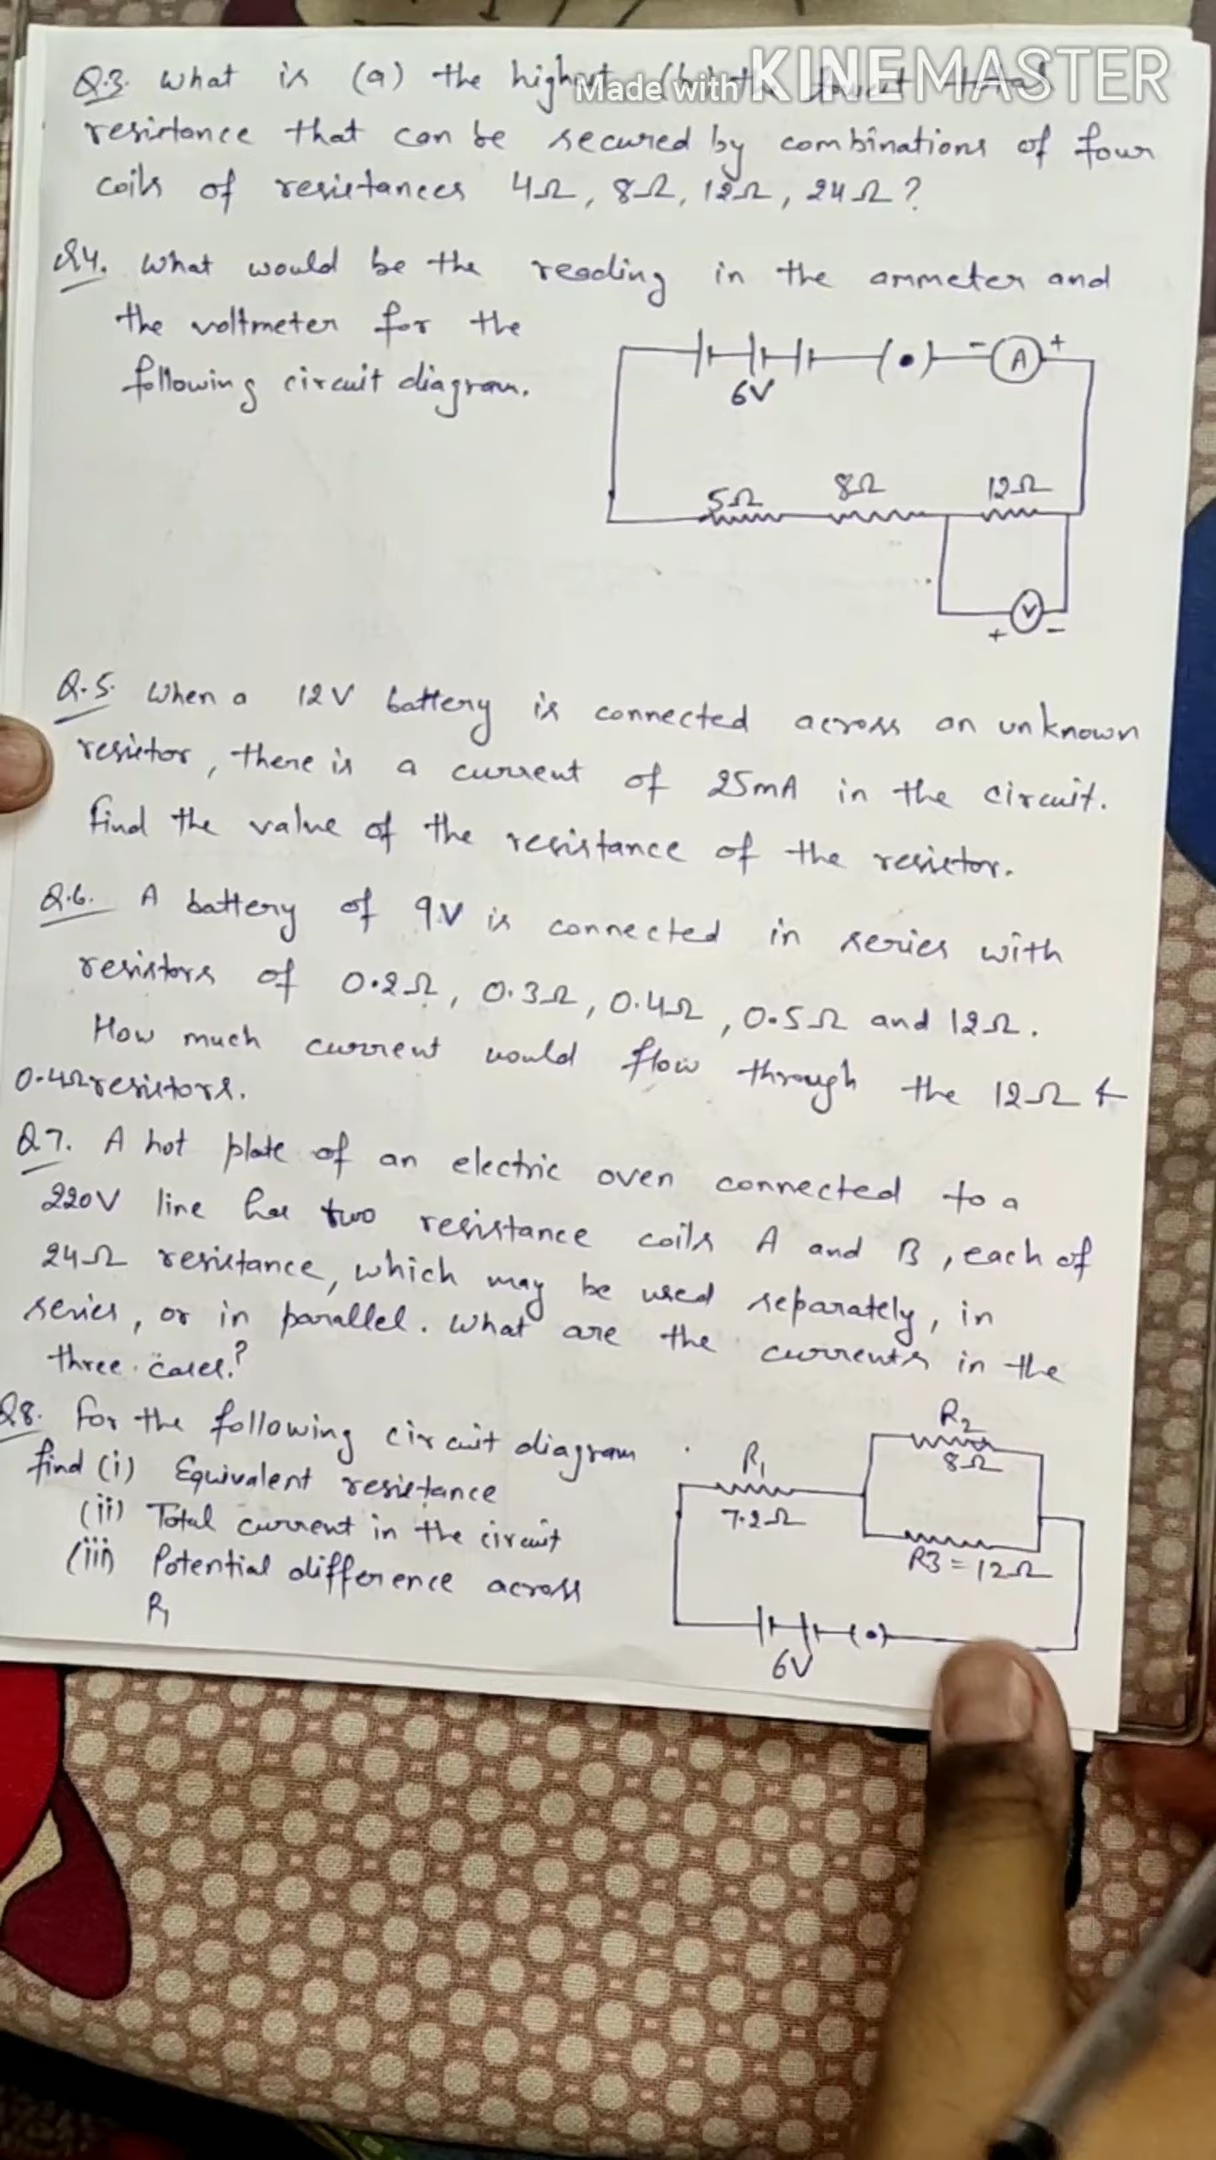 Q.3. What is (a) the highest (b) the lowest total
Made with KINEMASTER
resistance that can be secured by combinations of four
coils of resistances 4Ω, 8Ω, 12Ω, 24Ω?
Q4. What would be the reading in the ammeter and
the voltmeter for the
following circuit diagram.
- A +
6V
5Ω 8Ω 12Ω
V
+ -
Q.5. When a 12V battery is connected across an unknown
resistor, there is a current of 25mA in the circuit.
find the value of the resistance of the resistor.
Q.6. A battery of 9V is connected in series with
resistors of 0.2Ω, 0.3Ω, 0.4Ω, 0.5Ω and 12Ω.
How much current would flow through the 12Ω &
0.4Ω resistors.
Q7. A hot plate of an electric oven connected to a
220V line has two resistance coils A and B, each of
24Ω resistance, which may be used separately, in
series, or in parallel. What are the currents in the
three cases?
Q8. For the following circuit diagram
find (i) Equivalent resistance
(ii) Total current in the circuit
(iii) Potential difference across
R1
R2
8Ω
R1
7.2Ω
R3 = 12Ω
6V